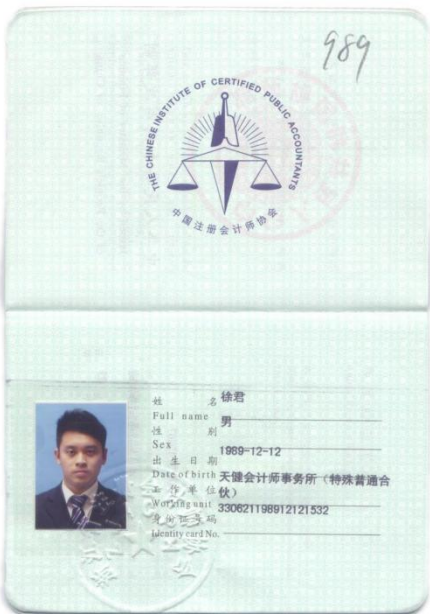 989
THE CHINESE INSTITUTE OF CERTIFIED PUBLIC ACCOUNTANTS
中国注册会计师协会
姓 名 徐君
Full name
性 别 男
Sex
出生日期 1989-12-12
Date of birth
工作单位 天健会计师事务所（特殊普通合
Working unit 伙）
身份证号码 330621198912121532
Identity card No.